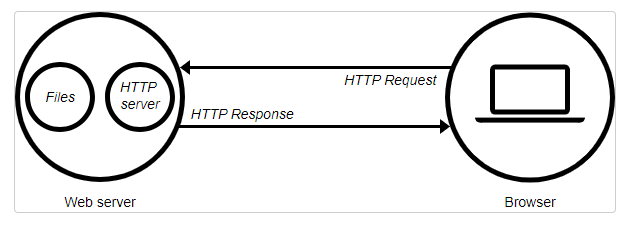 Files
HTTP
server
HTTP Request
HTTP Response
Web server
Browser